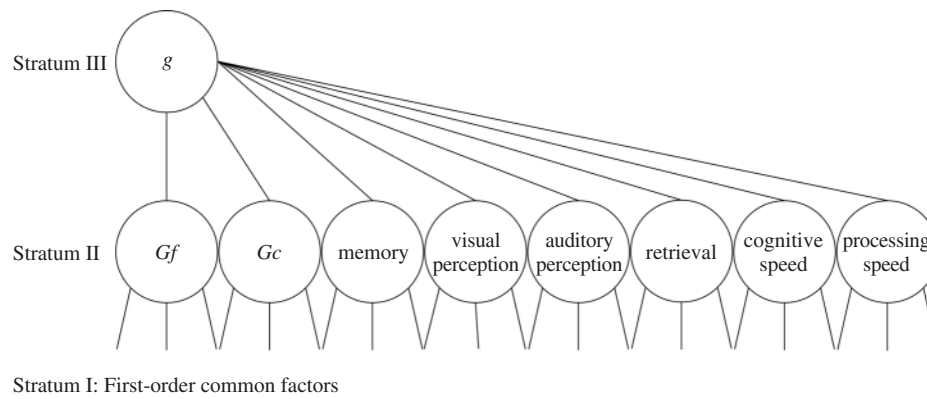 Stratum III
g
Stratum II
Gf
Gc
memory
visual
perception
auditory
perception
retrieval
cognitive
speed
processing
speed
Stratum I: First-order common factors